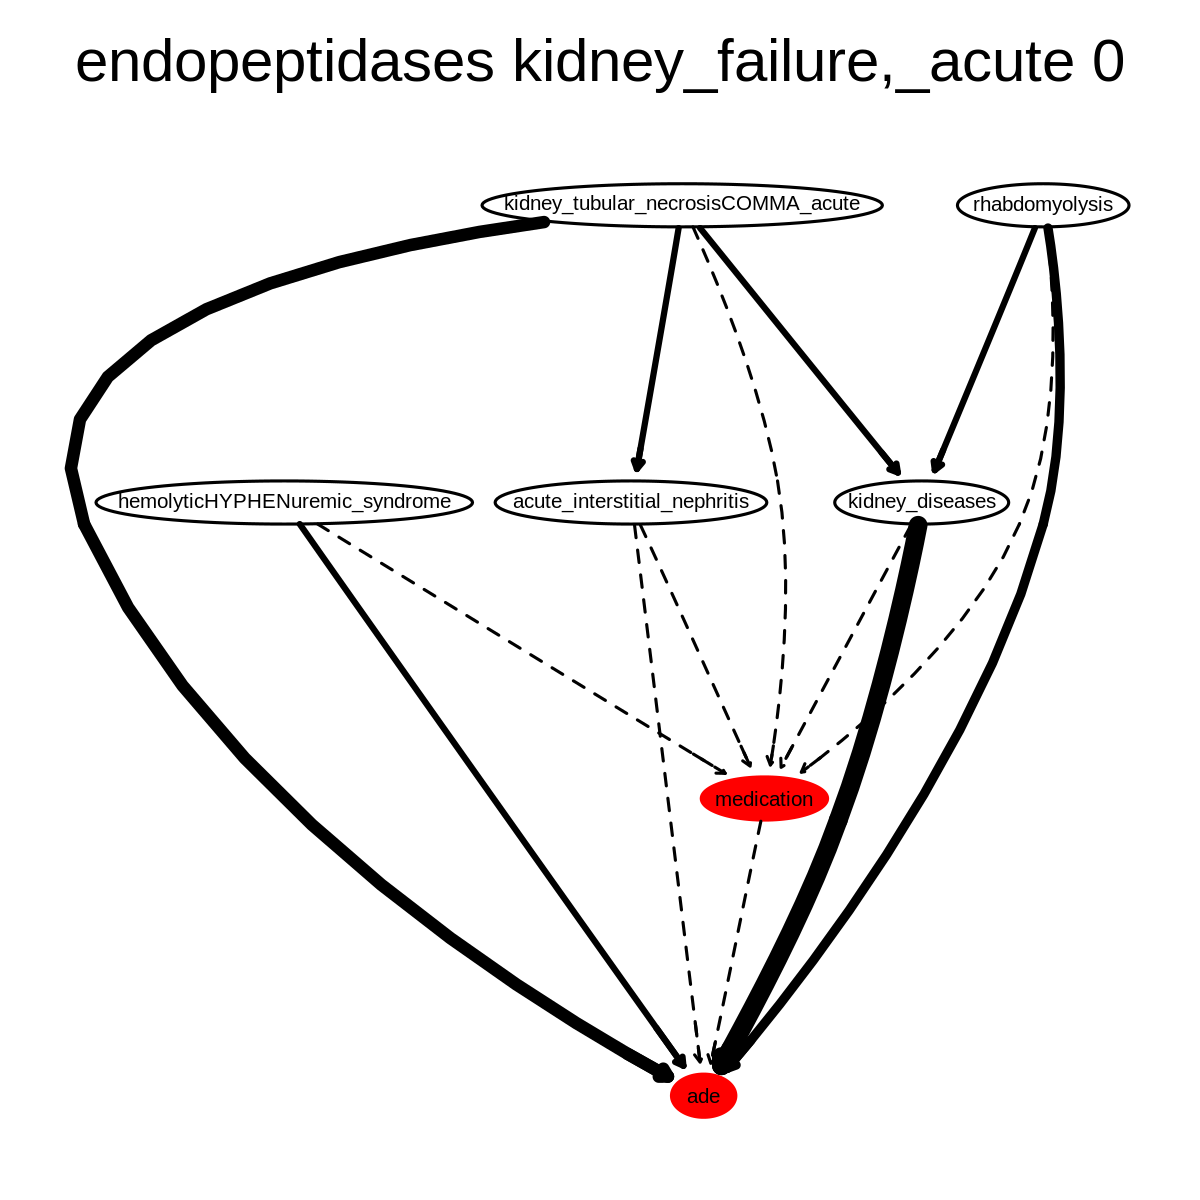 endopeptidases kidney_failure,_acute 0
kidney_tubular_necrosisCOMMA_acute
rhabdomyolysis
hemolyticHYPHENuremic_syndrome
acute_interstitial_nephritis
kidney_diseases
medication
ade